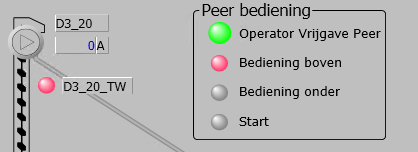 D3_20
0 A
D3_20_TW
Peer bediening
Operator Vrijgave Peer
Bediening boven
Bediening onder
Start